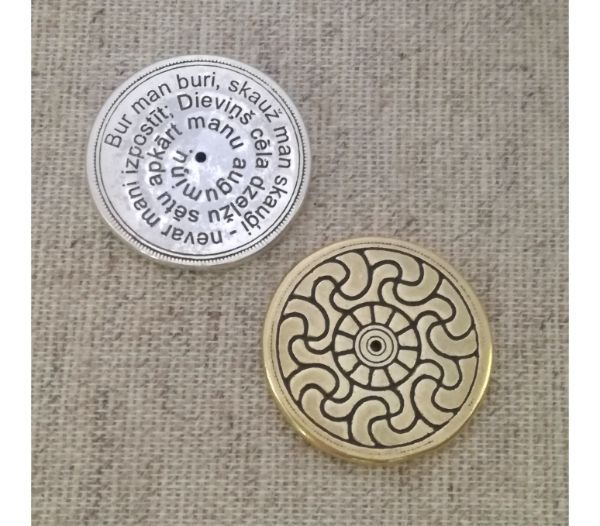 Bur man buri, skauž man skauģi - nevar mani izpostīt; Dieviņš cēla dzelžu sētu apkārt manu augumiņu.